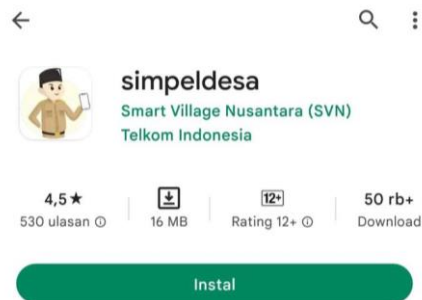 simpeldesa
Smart Village Nusantara (SVN)
Telkom Indonesia
4,5★
530 ulasan
16 MB
12+
Rating 12+
50 rb+
Download
Instal